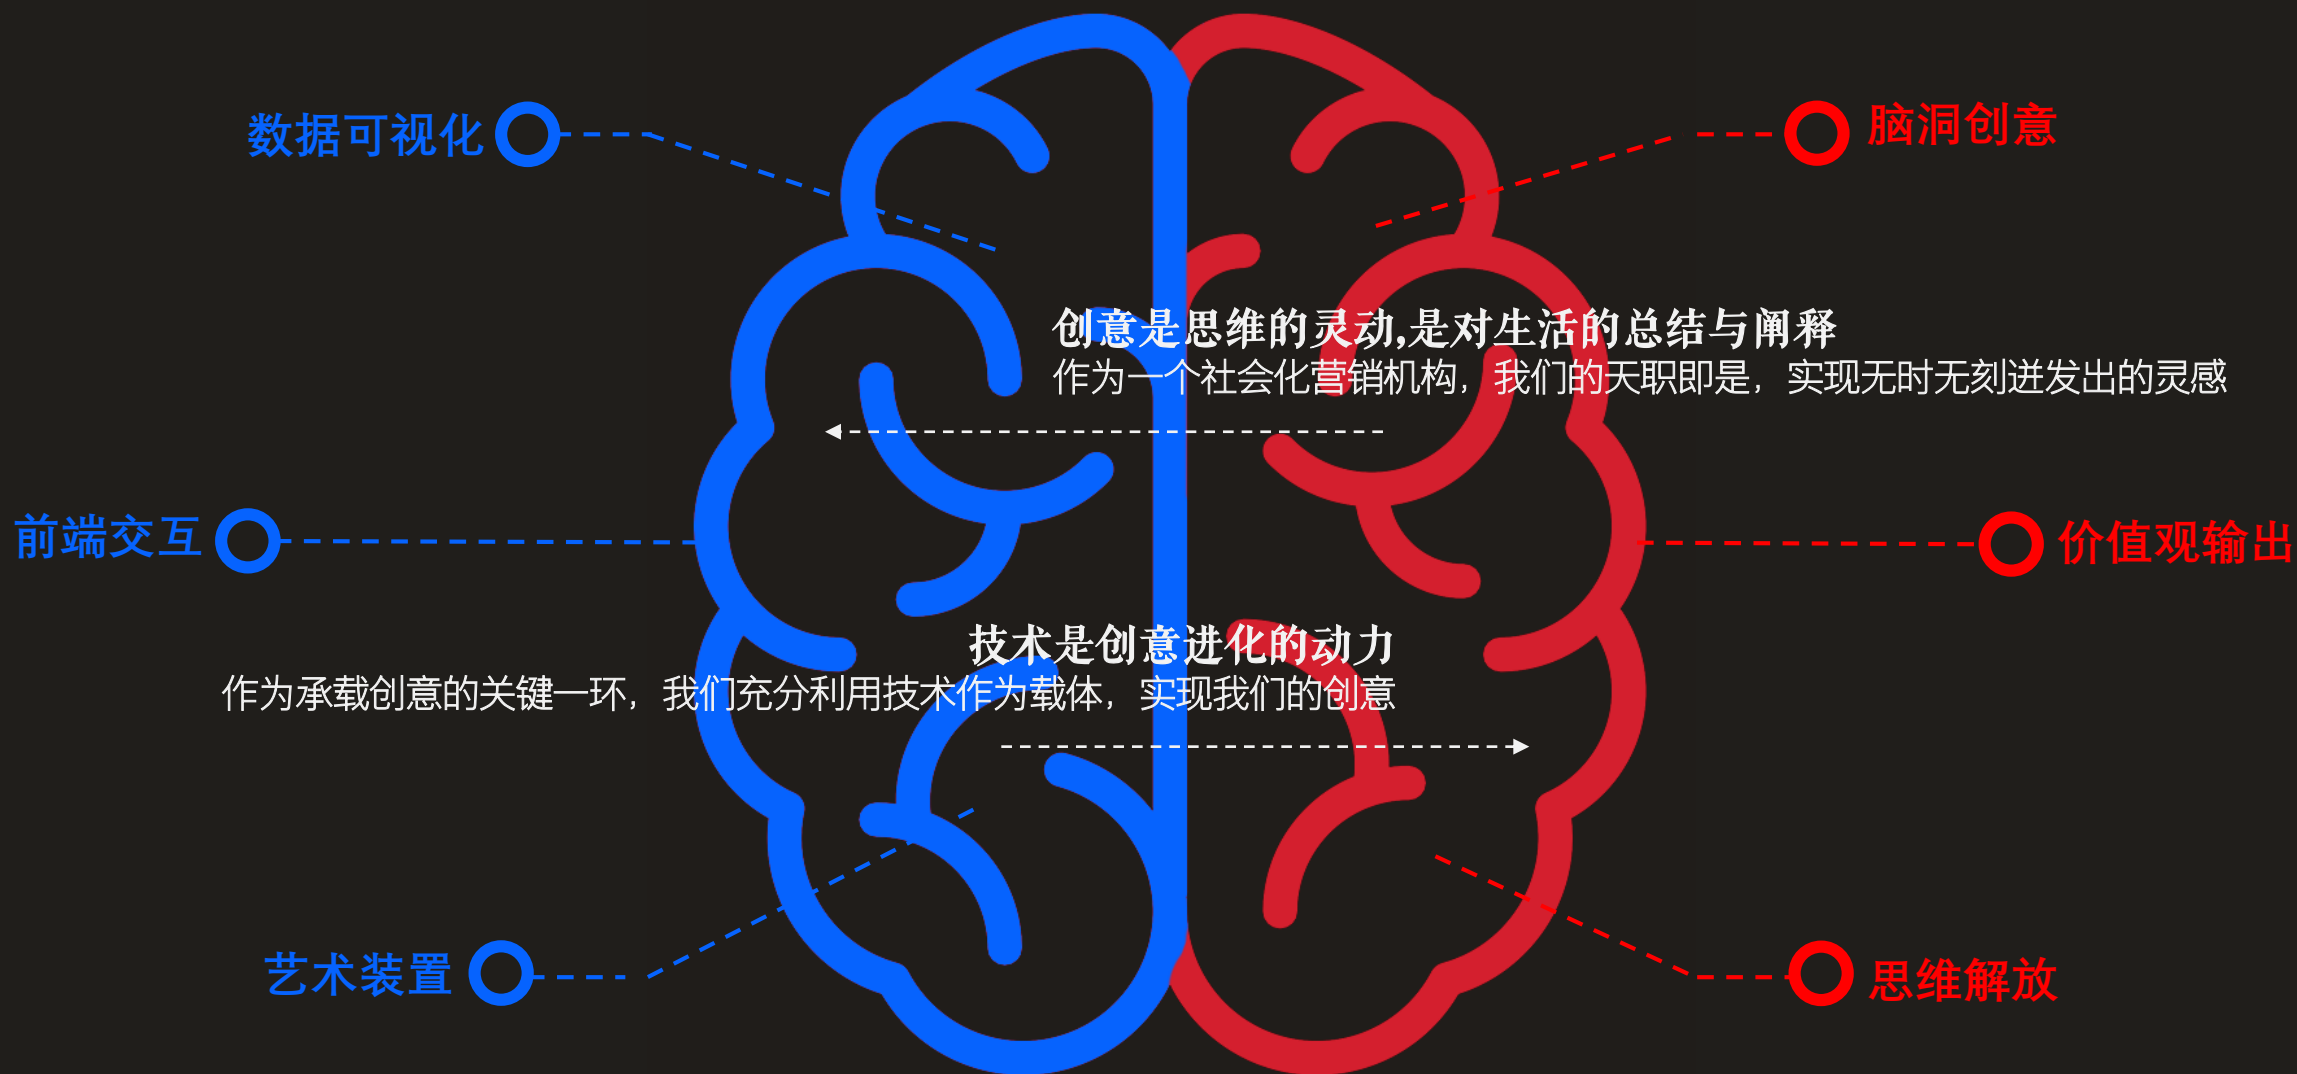 数据可视化
脑洞创意
创意是思维的灵动,是对生活的总结与阐释
作为一个社会化营销机构，我们的天职即是，实现无时无刻迸发出的灵感
前端交互
价值观输出
技术是创意进化的动力
作为承载创意的关键一环，我们充分利用技术作为载体，实现我们的创意
艺术装置
思维解放